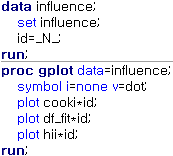 data influence;
set influence;
id=_N_;
run;
proc gplot data=influence;
symbol i=none v=dot;
plot cooki*id;
plot df_fit*id;
plot hii*id;
run;